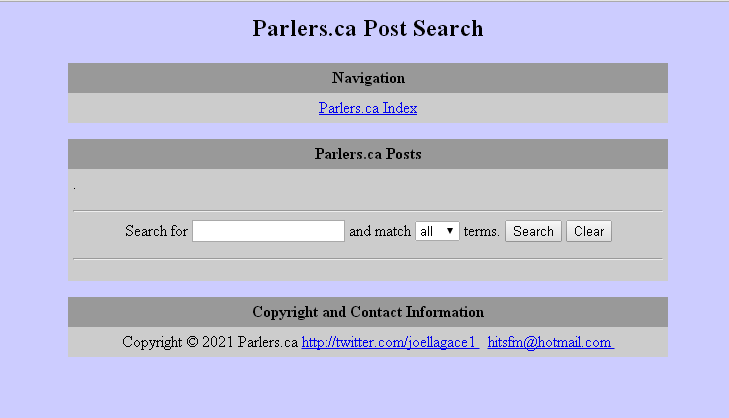 Parlers.ca Post Search
Navigation
Parlers.ca Index
Parlers.ca Posts
.
Search for and match all terms. Search Clear
Copyright and Contact Information
Copyright © 2021 Parlers.ca http://twitter.com/joellagace1 hitsfm@hotmail.com